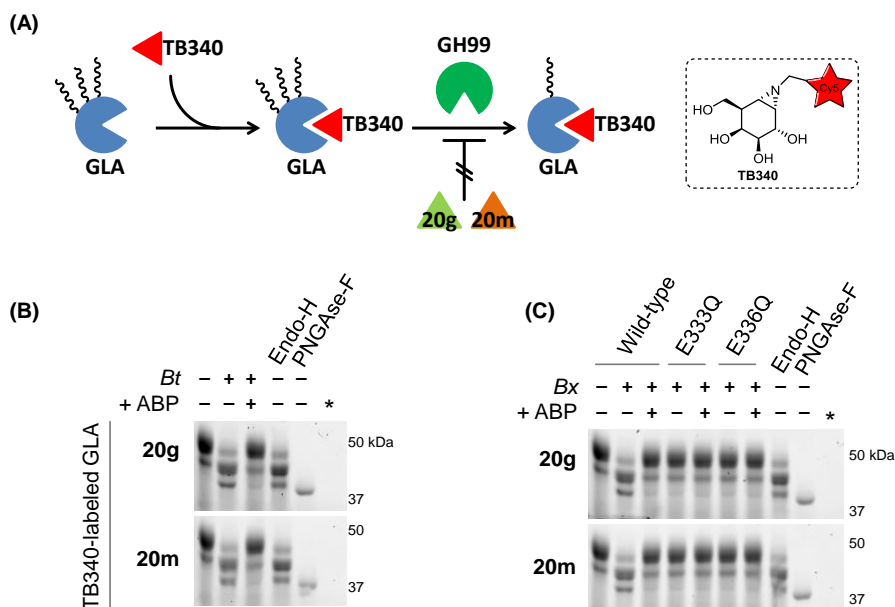 (A)
TB340
GLA
TB340
GLA
GH99
20g 20m
TB340
GLA
Cy5
N
HO
HO
OH
OH
TB340
(B)
Endo-H
PNGAse-F
Bt – + + – –
+ ABP – – + – – *
TB340-labeled GLA
20g
50 kDa
37
20m
50
37
(C)
Wild-type
E333Q
E336Q
Endo-H
PNGAse-F
Bx – + + + + + + – –
+ ABP – – + – + – + – – *
20g
50 kDa
37
20m
50
37